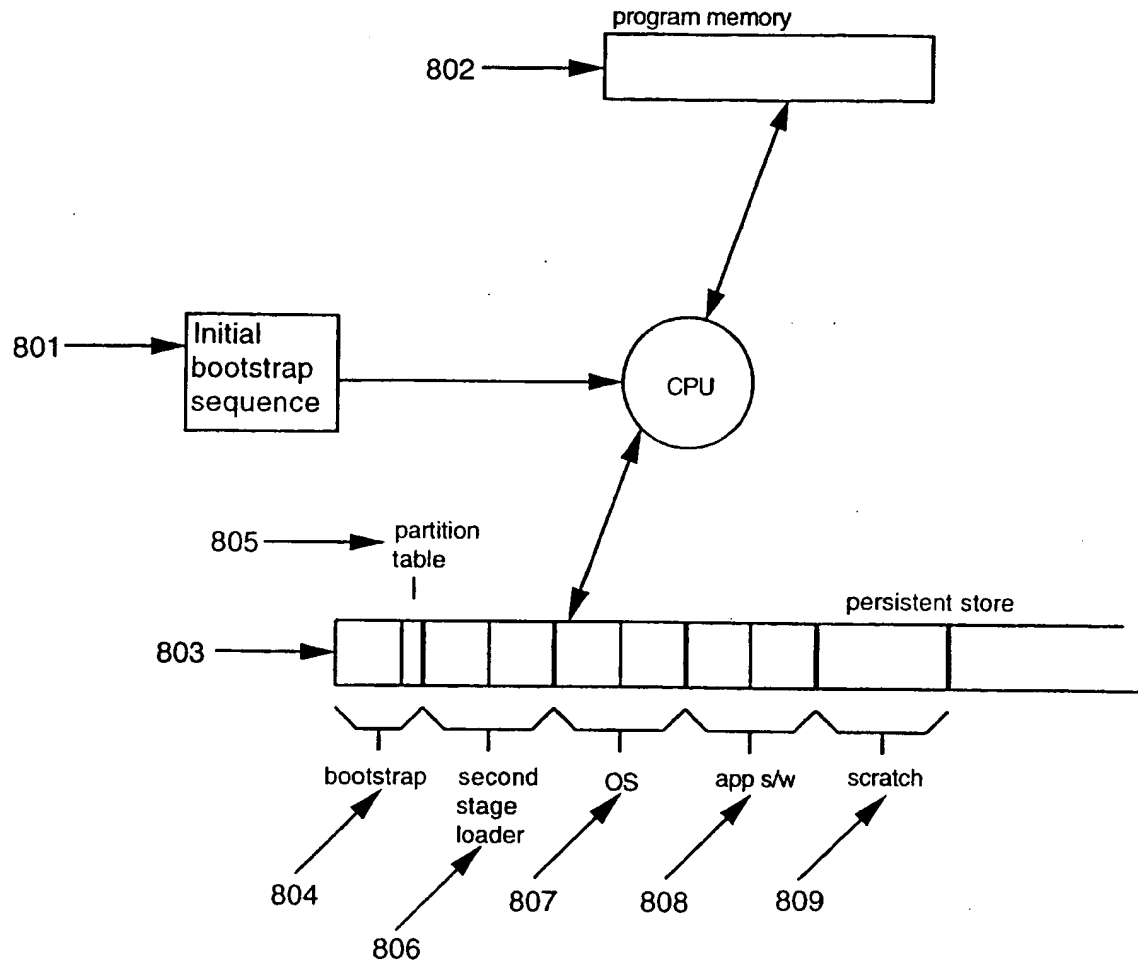 program memory
802
801
Initial
bootstrap
sequence
CPU
805
partition
table
persistent store
803
bootstrap
second
stage
loader
OS
app s/w
scratch
804
806
807
808
809